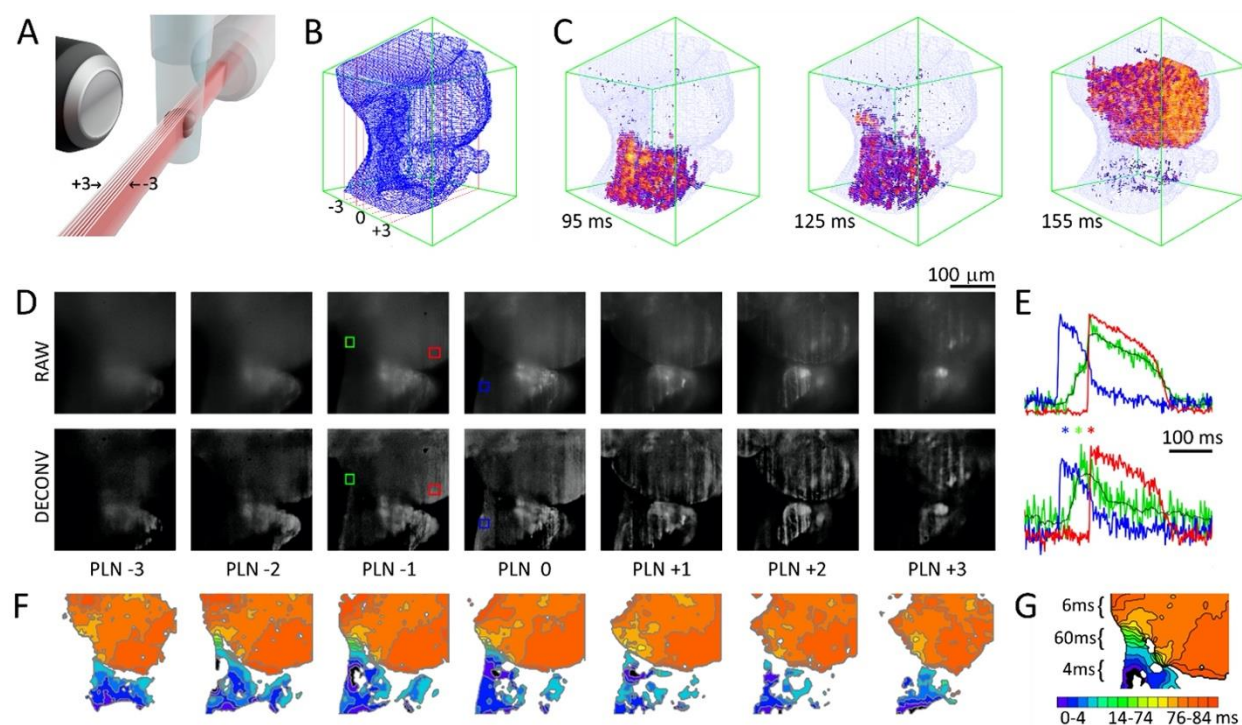 A
B
C
+3→ ←-3
-3
0
+3
95 ms
125 ms
155 ms
D
100 μm
E
RAW
DECONV
* * *
100 ms
PLN -3 PLN -2 PLN -1 PLN 0 PLN +1 PLN +2 PLN +3
F
G
6ms{
60ms{
4ms{
0-4 14-74 76-84 ms